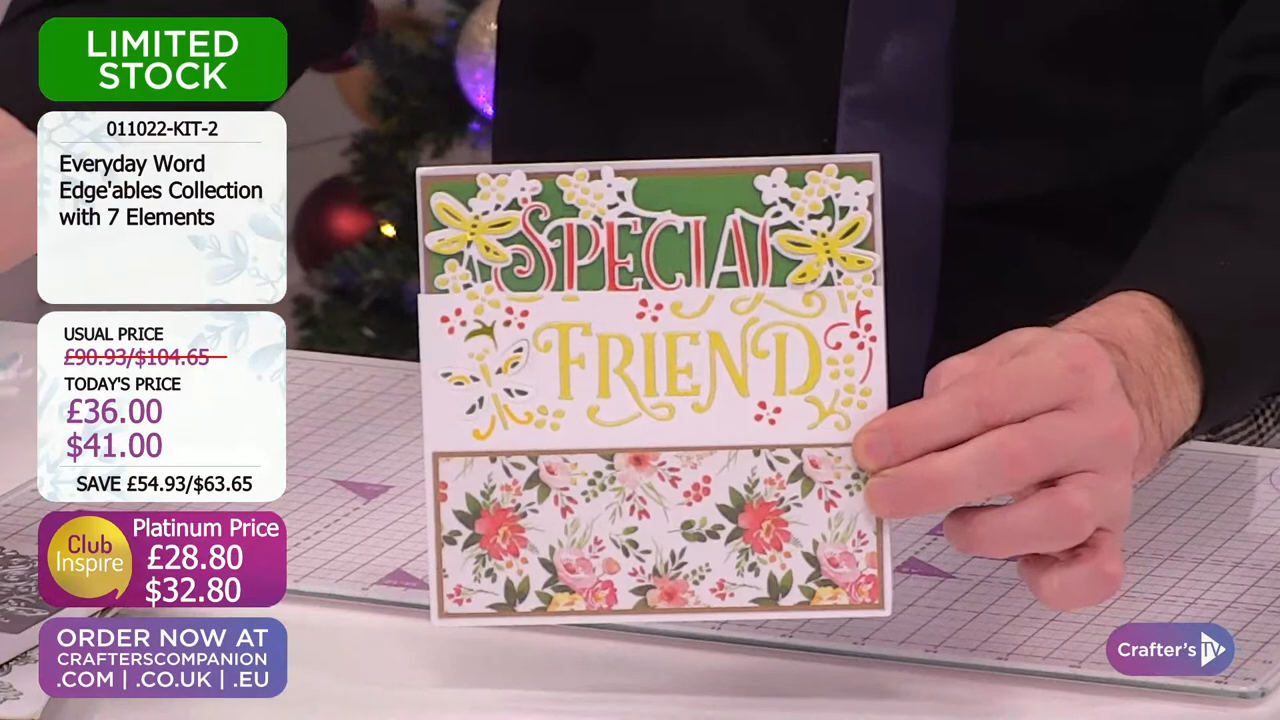 LIMITED
STOCK
011022-KIT-2
Everyday Word
Edge'ables Collection
with 7 Elements
USUAL PRICE
£90.93/$104.65
TODAY'S PRICE
£36.00
$41.00
SAVE £54.93/$63.65
Club
Inspire
Platinum Price
£28.80
$32.80
ORDER NOW AT
CRAFTERSCOMPANION
.COM | .CO.UK | .EU
SPECIAL
FRIEND
Crafter's TV